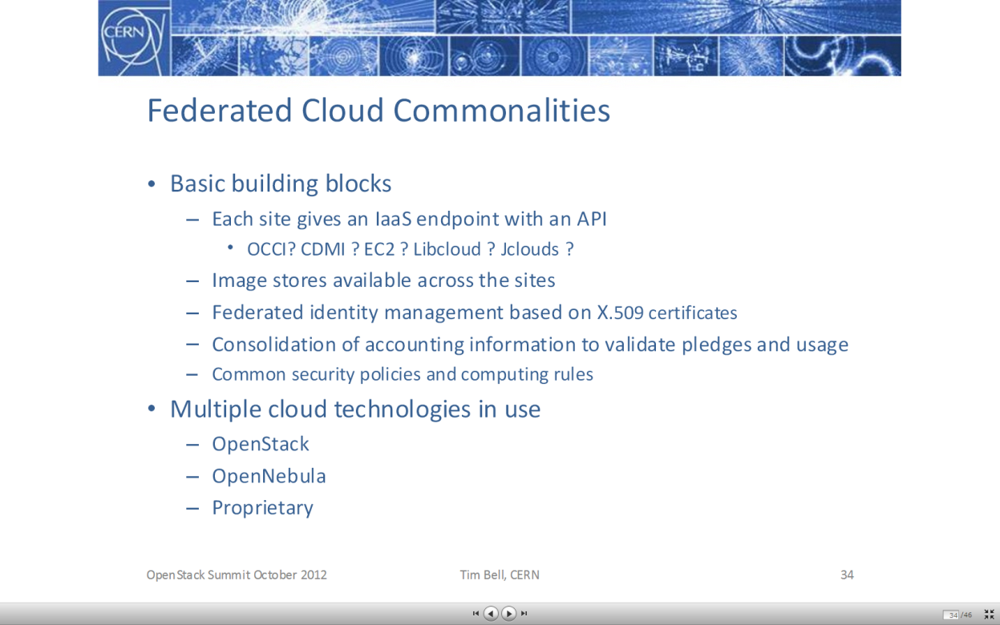 CERN
Federated Cloud Commonalities
• Basic building blocks
– Each site gives an IaaS endpoint with an API
• OCCI? CDMI ? EC2 ? Libcloud ? Jclouds ?
– Image stores available across the sites
– Federated identity management based on X.509 certificates
– Consolidation of accounting information to validate pledges and usage
– Common security policies and computing rules
• Multiple cloud technologies in use
– OpenStack
– OpenNebula
– Proprietary
OpenStack Summit October 2012 Tim Bell, CERN 34
34 /46